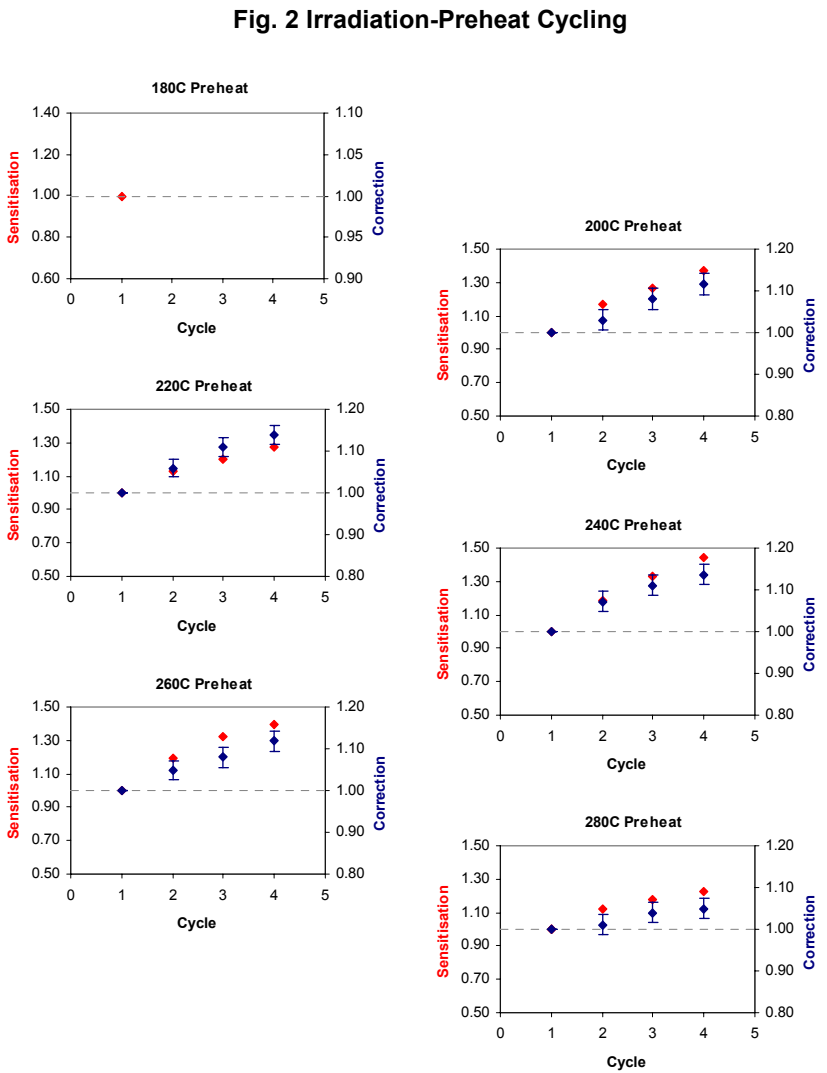 Fig. 2 Irradiation-Preheat Cycling
180C Preheat
1.40
1.20
1.00
0.80
0.60
1.10
1.05
1.00
0.95
0.90
0 1 2 3 4 5
Sensitisation
Correction
Cycle
200C Preheat
1.50
1.30
1.10
0.90
0.70
0.50
1.20
1.10
1.00
0.90
0.80
0 1 2 3 4 5
Sensitisation
Correction
Cycle
220C Preheat
1.50
1.30
1.10
0.90
0.70
0.50
1.20
1.10
1.00
0.90
0.80
0 1 2 3 4 5
Sensitisation
Correction
Cycle
240C Preheat
1.50
1.30
1.10
0.90
0.70
0.50
1.20
1.10
1.00
0.90
0.80
0 1 2 3 4 5
Sensitisation
Correction
Cycle
260C Preheat
1.50
1.30
1.10
0.90
0.70
0.50
1.20
1.10
1.00
0.90
0.80
0 1 2 3 4 5
Sensitisation
Correction
Cycle
280C Preheat
1.50
1.30
1.10
0.90
0.70
0.50
1.20
1.10
1.00
0.90
0.80
0 1 2 3 4 5
Sensitisation
Correction
Cycle